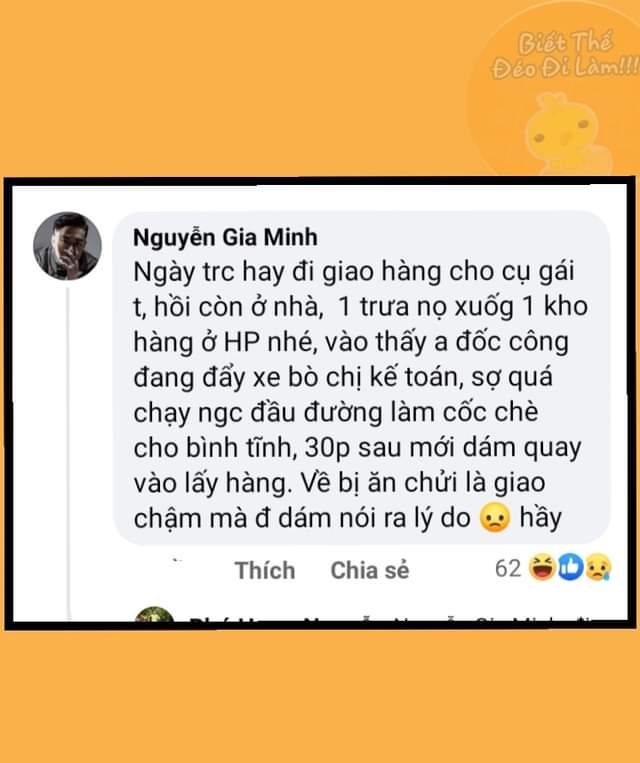 Biết Thế
Đéo Đi Làm!!!
Nguyễn Gia Minh
Ngày trc hay đi giao hàng cho cụ gái
t, hồi còn ở nhà, 1 trưa nọ xuốg 1 kho
hàng ở HP nhé, vào thấy a đốc công
đang đẩy xe bò chị kế toán, sợ quá
chạy ngc đầu đường làm cốc chè
cho bình tĩnh, 30p sau mới dám quay
vào lấy hàng. Về bị ăn chửi là giao
chậm mà đ dám nói ra lý do ☹️ hầy
Thích Chia sẻ 62